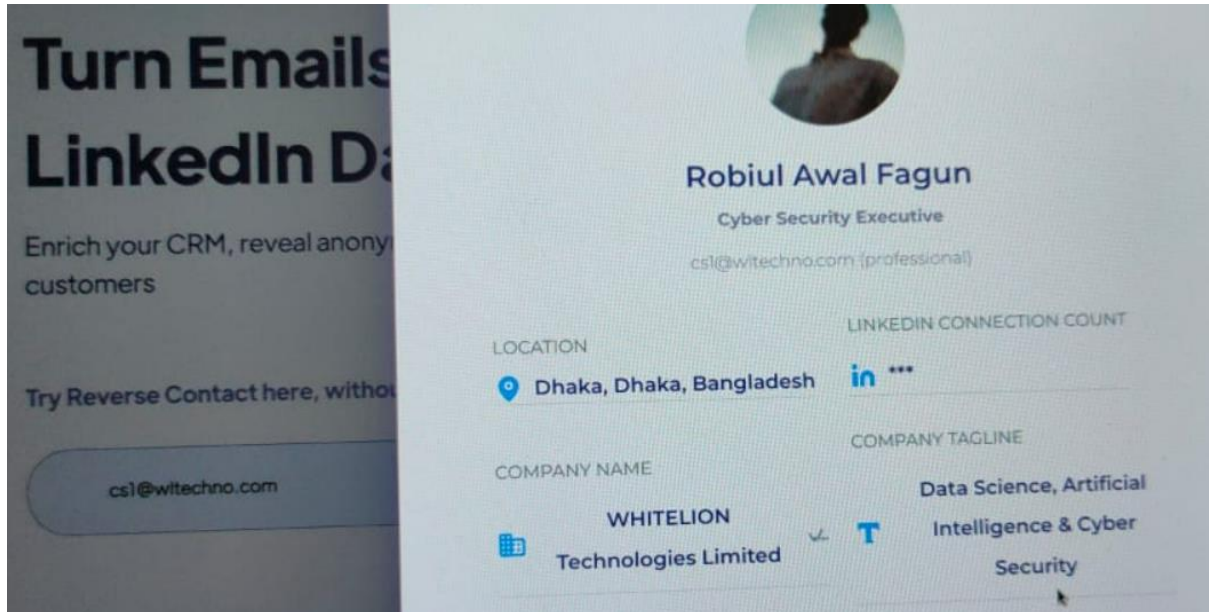 Turn Emails
LinkedIn Da
Enrich your CRM, reveal anony
customers
Try Reverse Contact here, withou
cs1@witechno.com
Robiul Awal Fagun
Cyber Security Executive
cs1@witechno.com (professional)
LOCATION
Dhaka, Dhaka, Bangladesh
LINKEDIN CONNECTION COUNT
in ***
COMPANY NAME
WHITELION
Technologies Limited
COMPANY TAGLINE
T
Data Science, Artificial
Intelligence & Cyber
Security